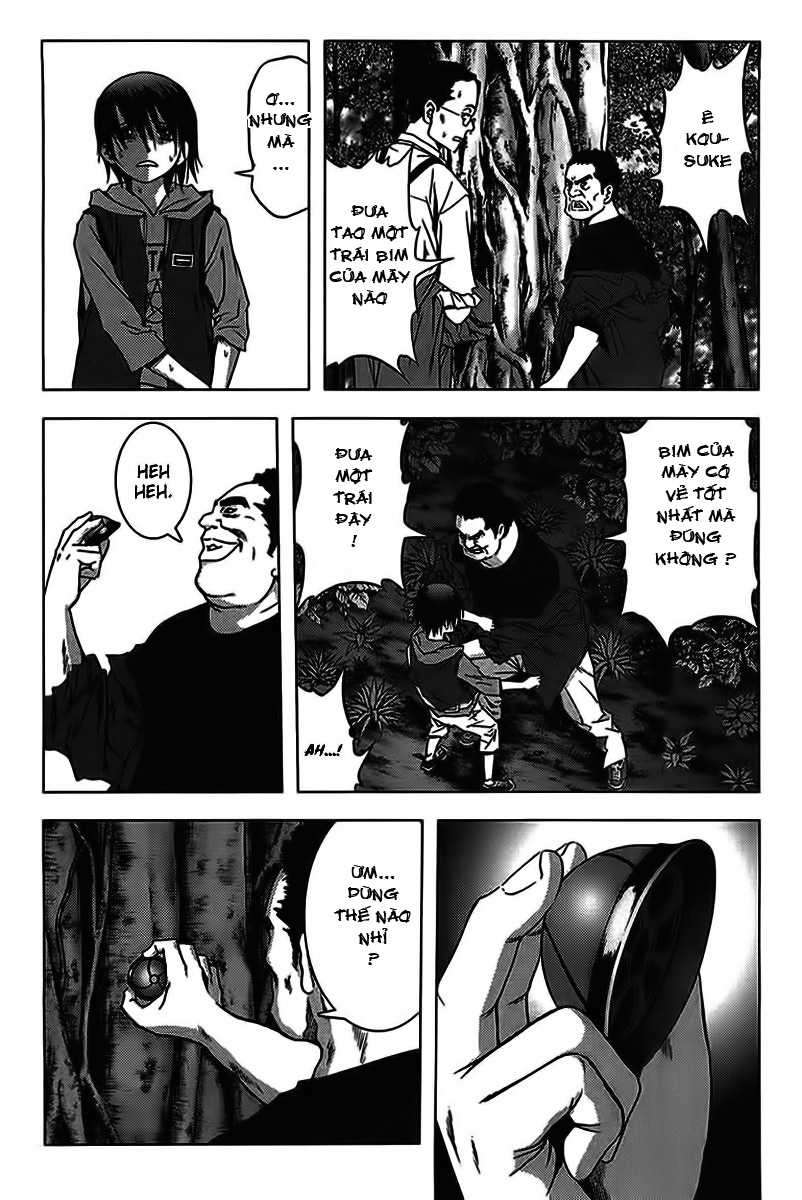 Ê
KOU-
SUKE
ĐƯA
TAO MỘT
TRÁI BIM
CỦA MÀY
NÀO
Ơ...
NHƯNG
MÀ
...
BIM CỦA
MÀY CÓ
VẺ TỐT
NHẤT MÀ
ĐÚNG
KHÔNG ?
ĐƯA
MỘT
TRÁI
ĐÂY
!
AH...!
HEH
HEH.
ỪM...
DÙNG
THẾ NÀO
NHỈ
?